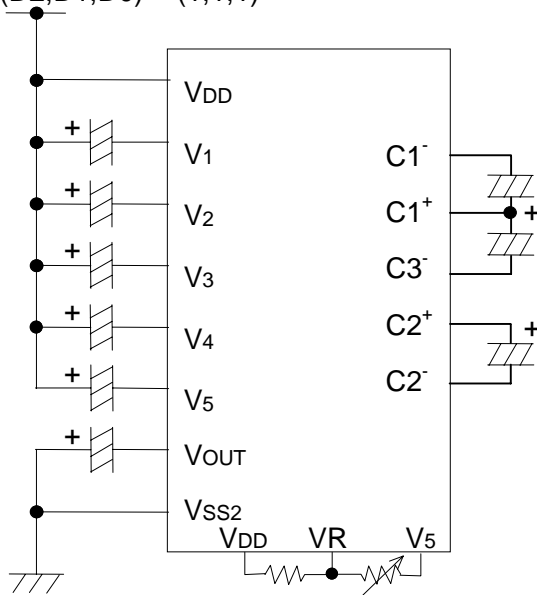 (D2,D1,D0) (1,1,1)
VDD
+ V1
+ V2
+ V3
+ V4
+ V5
+ VOUT
VSS2
C1-
C1+ +
C3-
C2+ +
C2-
VDD VR V5